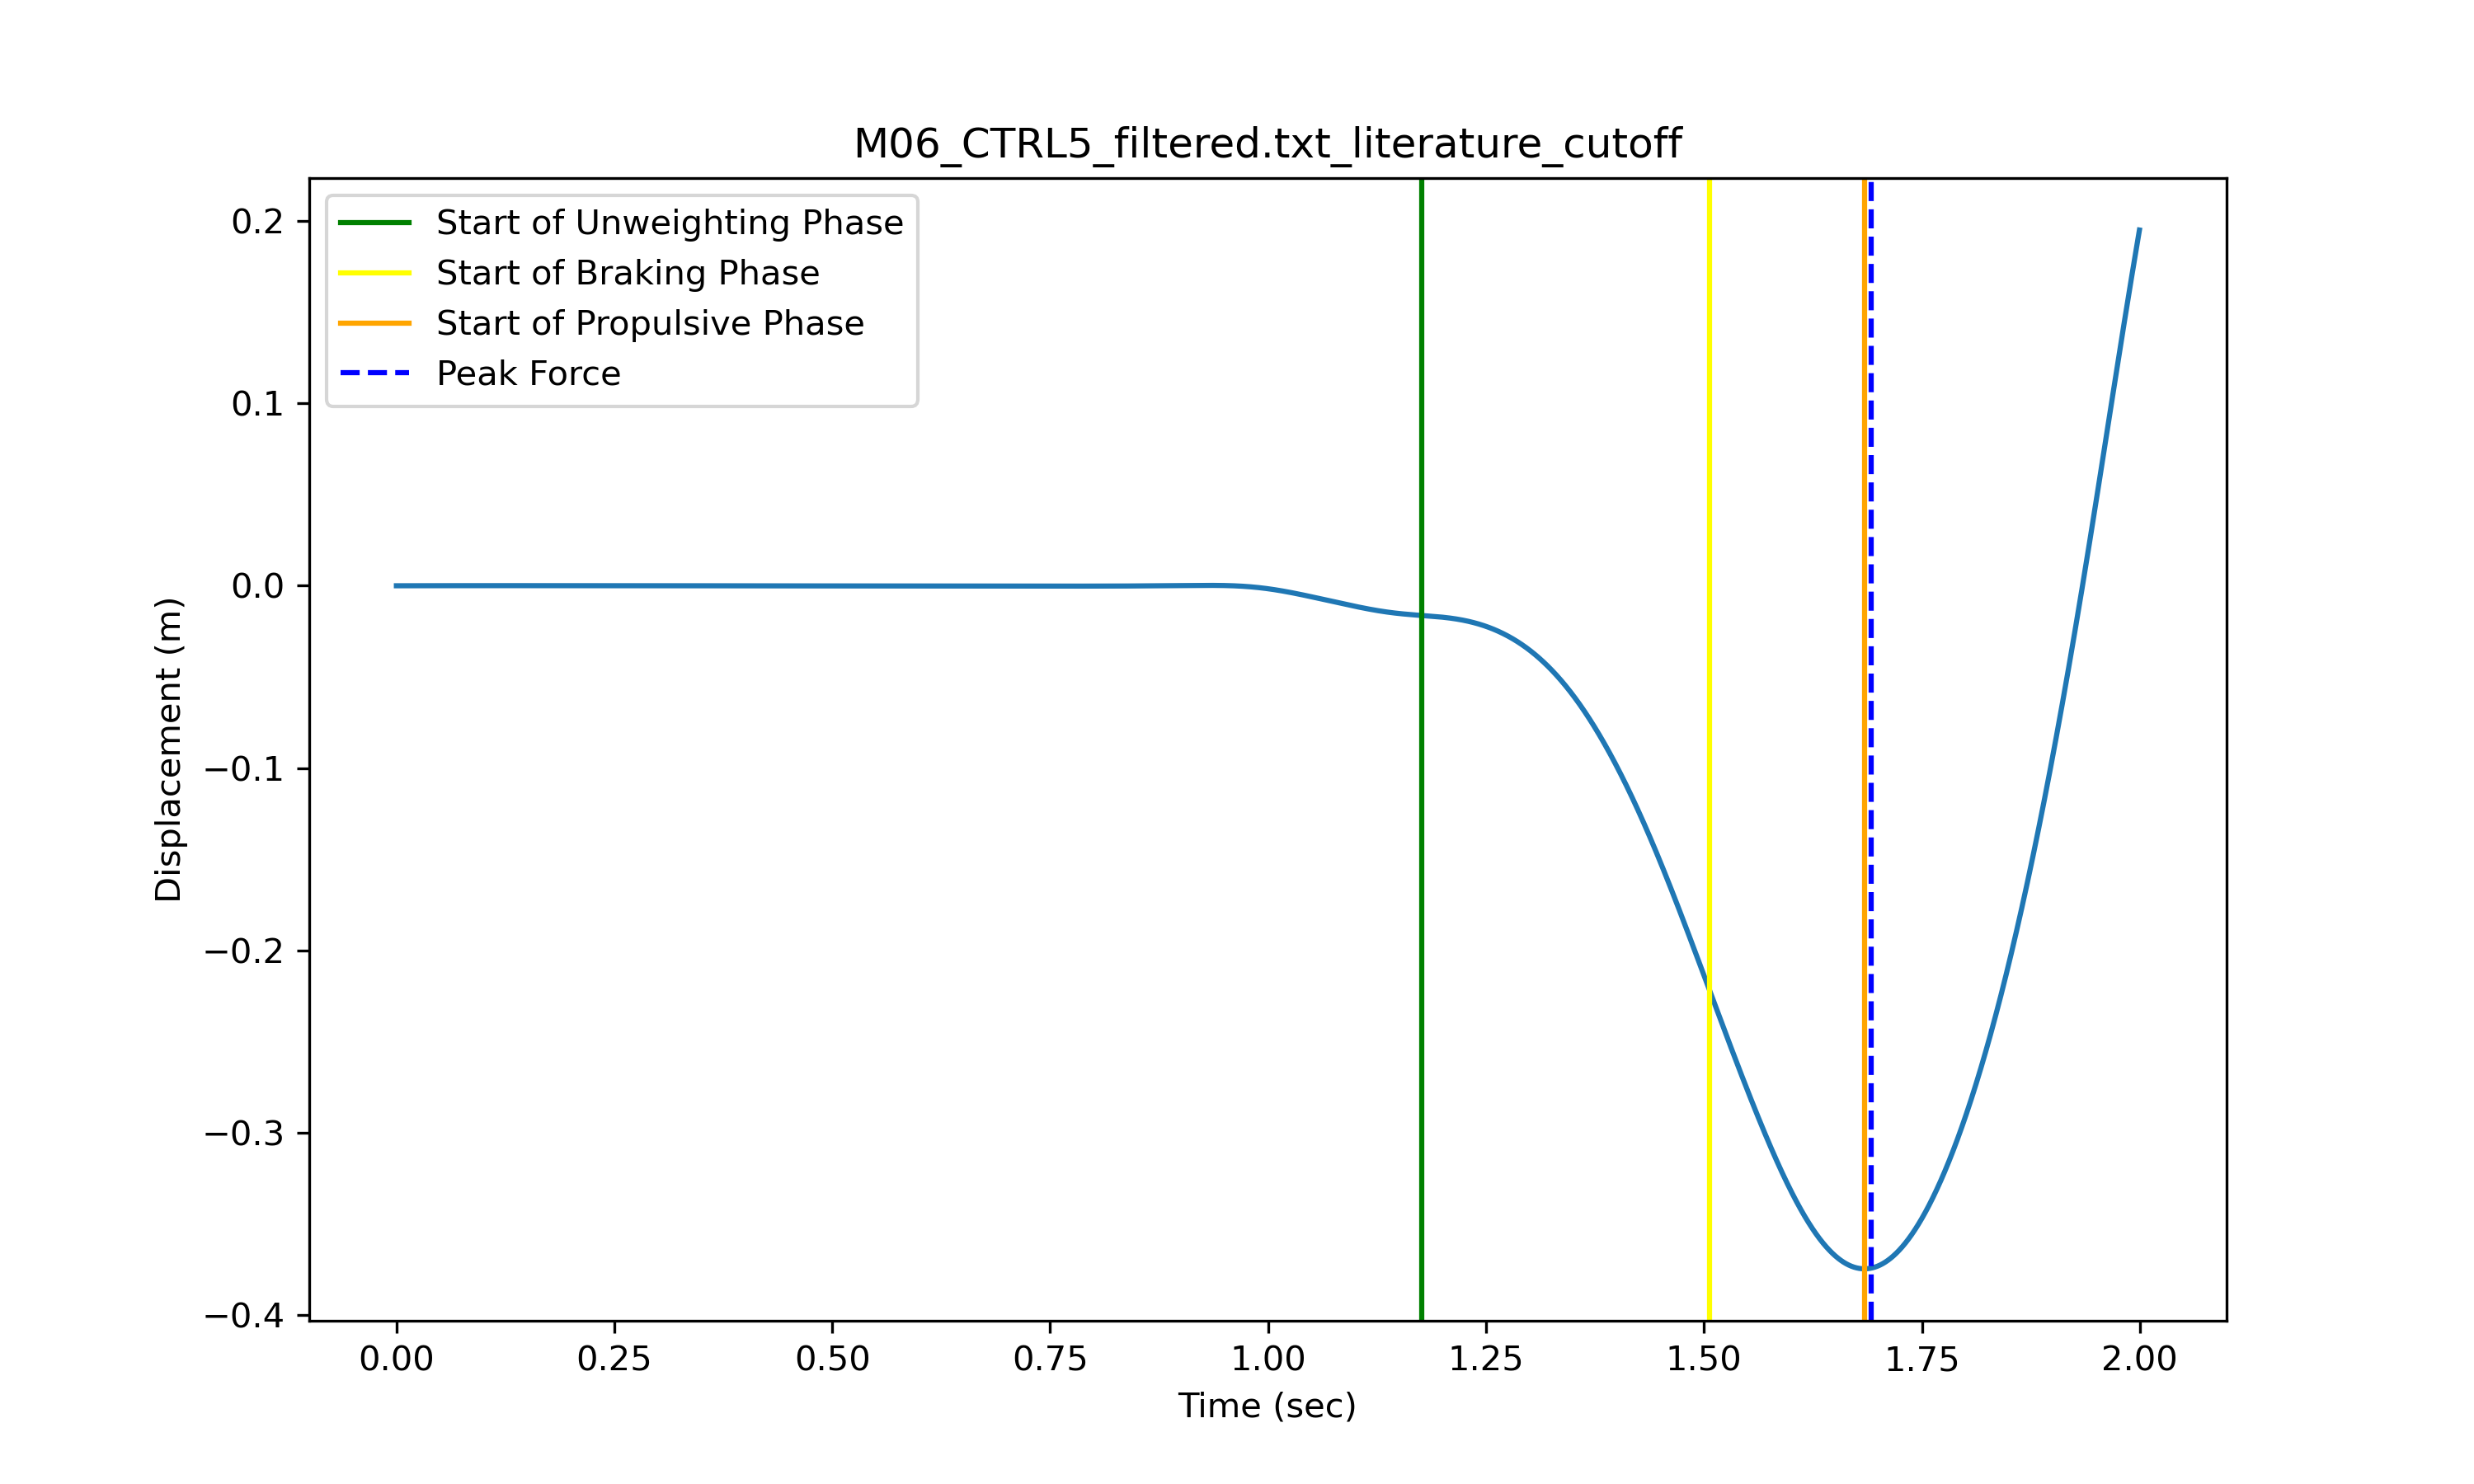 M06_CTRL5_filtered.txt_literature_cutoff
Start of Unweighting Phase
Start of Braking Phase
Start of Propulsive Phase
Peak Force
0.2
0.1
0.0
−0.1
−0.2
−0.3
−0.4
Displacement (m)
0.00 0.25 0.50 0.75 1.00 1.25 1.50 1.75 2.00
Time (sec)